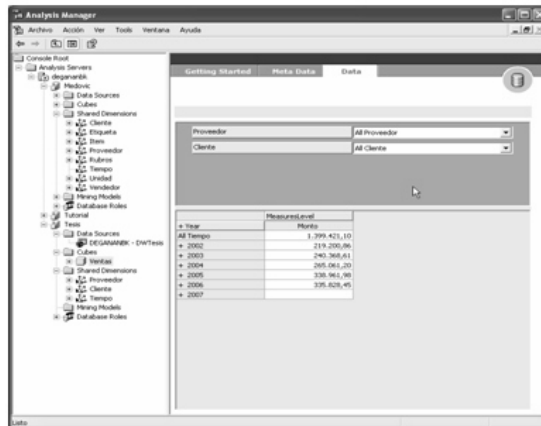 Analysis Manager
Archivo Acción Ver Tools Ventana Ayuda
Console Root
Analysis Servers
degananbk
Medovic
Data Sources
Cubes
Shared Dimensions
Cliente
Etiqueta
Item
Proveedor
Rubros
Tiempo
Unidad
Vendedor
Mining Models
Database Roles
Tutorial
Tesis
Data Sources
DEGANANBK - DWTesis
Cubes
Ventas
Shared Dimensions
Proveedor
Cliente
Tiempo
Mining Models
Database Roles
Getting Started Meta Data Data
Proveedor All Proveedor
Cliente All Cliente
MeasuresLevel
+ Year Monto
All Tiempo 1.399.421,10
+ 2002 219.200,86
+ 2003 240.368,61
+ 2004 265.061,20
+ 2005 338.961,98
+ 2006 335.828,45
+ 2007
Listo